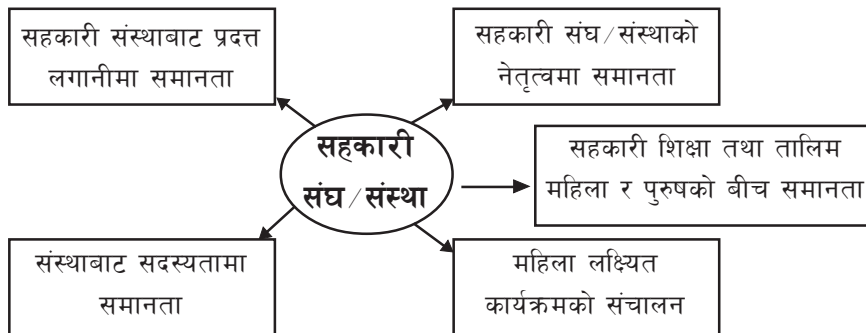 सहकारी संस्थाबाट प्रदत्त
लगानीमा समानता
सहकारी संघ/संस्थाको
नेतृत्वमा समानता
सहकारी
संघ/संस्था
सहकारी शिक्षा तथा तालिम
महिला र पुरुषको बीच समानता
संस्थाबाट सदस्यतामा
समानता
महिला लक्ष्यित
कार्यक्रमको संचालन